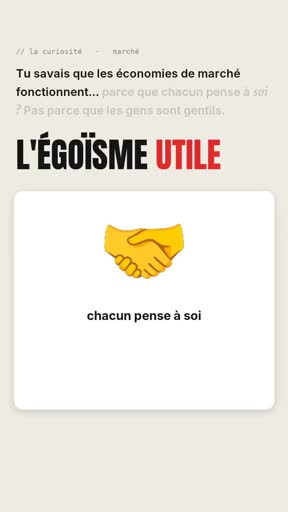 // la curiosité · marché
Tu savais que les économies de marché
fonctionnent... parce que chacun pense à soi
? Pas parce que les gens sont gentils.
L'ÉGOÏSME UTILE
chacun pense à soi